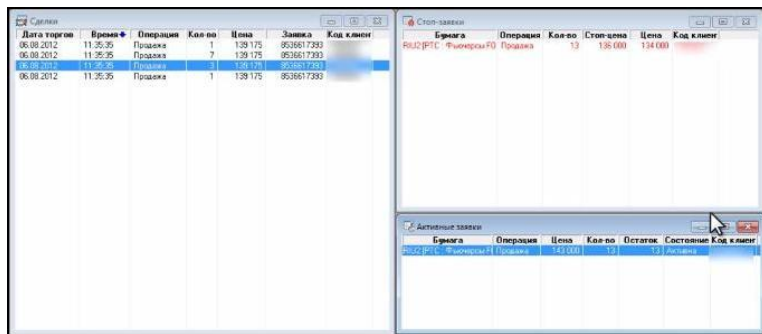 Сделки
Дата торгов Время Операция Кол-во Цена Заявка Код клиен
06.08.2012 11:35:35 Продажа 1 139 175 8536617393
06.08.2012 11:35:35 Продажа 7 139 175 8536617393
06.08.2012 11:35:35 Продажа 3 139 175 8536617393
06.08.2012 11:35:35 Продажа 1 139 175 8536617393
Стоп-заявки
Бумага Операция Кол-во Стоп-цена Цена Код клиент
RIU2 [РТС : Фьючерсы FO Продажа 13 136 000 134 000
Активные заявки
Бумага Операция Цена Кол-во Остаток Состояние Код клиент
RIU2 [РТС : Фьючерсы F Продажа 143 000 13 13 Активна